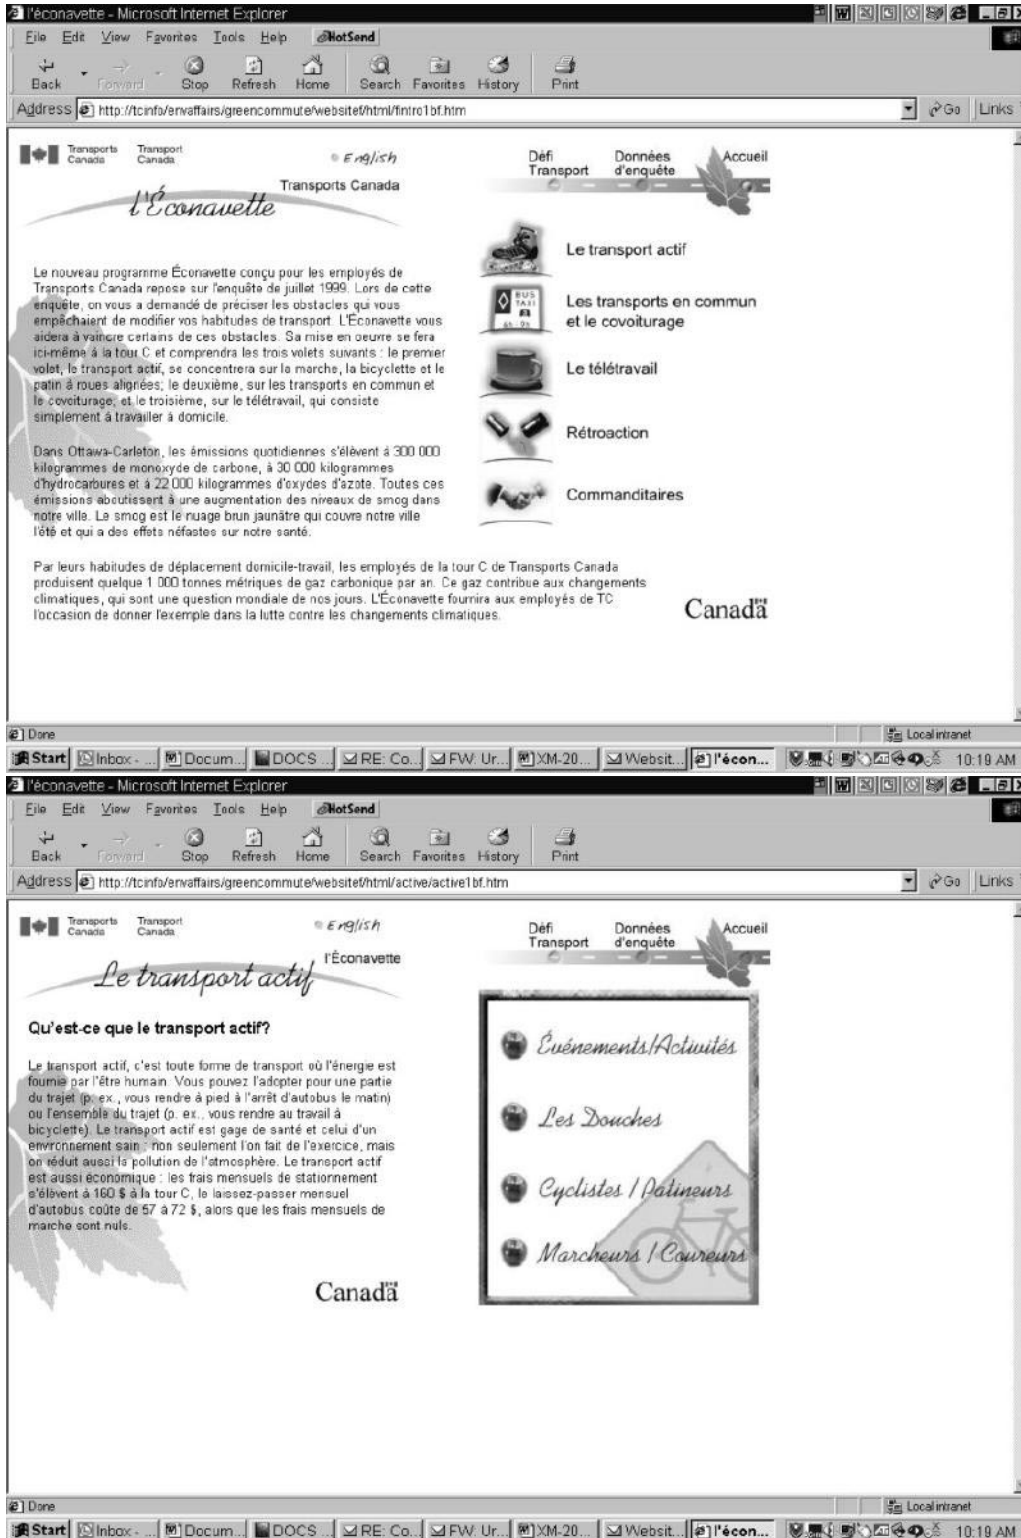 l'éconavette - Microsoft Internet Explorer
File Edit View Favorites Tools Help HotSend
Back Forward Stop Refresh Home Search Favorites History Print
Address http://tcinfo/envaffairs/greencommute/websitef/html/fintro1bf.htm Go Links
Transports Canada Transport Canada
English
Transports Canada
l'Éconavette
Défi Transport
Données d'enquête
Accueil
Le nouveau programme Éconavette conçu pour les employés de
Transports Canada repose sur l'enquête de juillet 1999. Lors de cette
enquête, on vous a demandé de préciser les obstacles qui vous
empêchaient de modifier vos habitudes de transport. L'Éconavette vous
aidera à vaincre certains de ces obstacles. Sa mise en oeuvre se fera
ici-même à la tour C et comprendra les trois volets suivants : le premier
volet, le transport actif, se concentrera sur la marche, la bicyclette et le
patin à roues alignées; le deuxième, sur les transports en commun et
le covoiturage; et le troisième, sur le télétravail, qui consiste
simplement à travailler à domicile.
Dans Ottawa-Carleton, les émissions quotidiennes s'élèvent à 300 000
kilogrammes de monoxyde de carbone, à 30 000 kilogrammes
d'hydrocarbures et à 22 000 kilogrammes d'oxydes d'azote. Toutes ces
émissions aboutissent à une augmentation des niveaux de smog dans
notre ville. Le smog est le nuage brun jaunâtre qui couvre notre ville
l'été et qui a des effets néfastes sur notre santé.
Par leurs habitudes de déplacement domicile-travail, les employés de la tour C de Transports Canada
produisent quelque 1 000 tonnes métriques de gaz carbonique par an. Ce gaz contribue aux changements
climatiques, qui sont une question mondiale de nos jours. L'Éconavette fournira aux employés de TC
l'occasion de donner l'exemple dans la lutte contre les changements climatiques.
Le transport actif
BUS
TAXI
Les transports en commun
et le covoiturage
Le télétravail
Rétroaction
Commanditaires
Canada
Done Local intranet
Start Inbox - ... Docum... DOCS ... RE: Co... FW: Ur... XM-20... Websit... l'écon... 10:19 AM
l'éconavette - Microsoft Internet Explorer
File Edit View Favorites Tools Help HotSend
Back Forward Stop Refresh Home Search Favorites History Print
Address http://tcinfo/envaffairs/greencommute/websitef/html/active/active1bf.htm Go Links
Transports Canada Transport Canada
English
l'Éconavette
Le transport actif
Défi Transport
Données d'enquête
Accueil
Qu'est-ce que le transport actif?
Le transport actif, c'est toute forme de transport où l'énergie est
fournie par l'être humain. Vous pouvez l'adopter pour une partie
du trajet (p. ex., vous rendre à pied à l'arrêt d'autobus le matin)
ou l'ensemble du trajet (p. ex., vous rendre au travail à
bicyclette). Le transport actif est gage de santé et celui d'un
environnement sain : non seulement l'on fait de l'exercice, mais
on réduit aussi la pollution de l'atmosphère. Le transport actif
est aussi économique : les frais mensuels de stationnement
s'élèvent à 160 $ à la tour C, le laissez-passer mensuel
d'autobus coûte de 57 à 72 $, alors que les frais mensuels de
marche sont nuls.
Canada
Événements/Activités
Les Douches
Cyclistes / Patineurs
Marcheurs / Coureurs
Done Local intranet
Start Inbox - ... Docum... DOCS ... RE: Co... FW: Ur... XM-20... Websit... l'écon... 10:19 AM